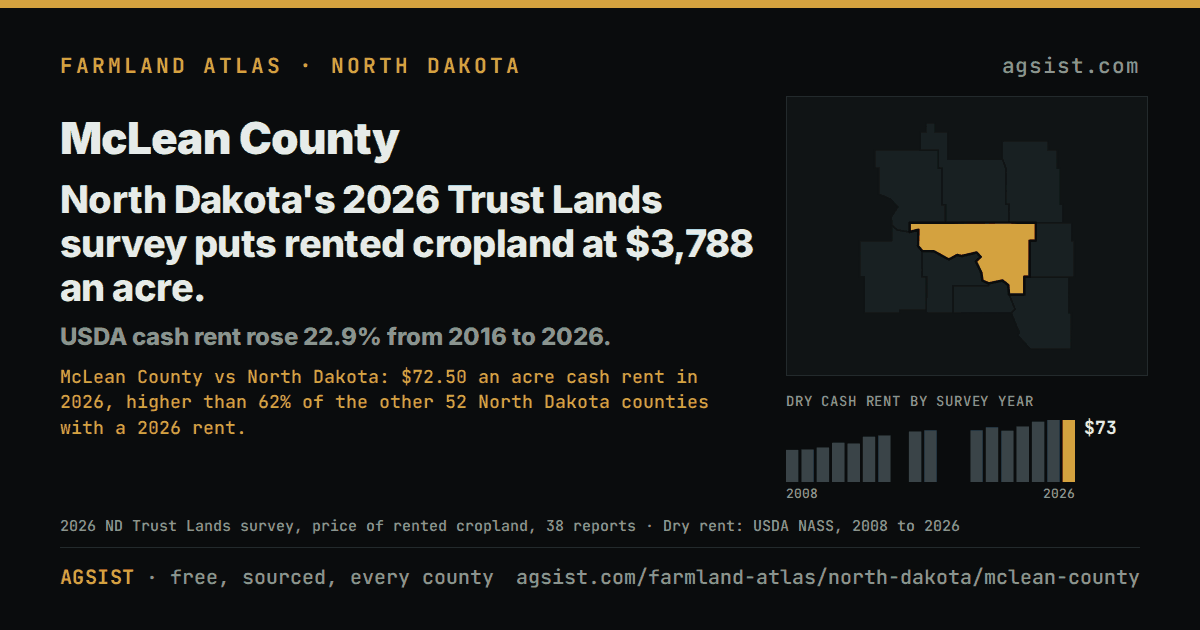 FARMLAND ATLAS · NORTH DAKOTA
agsist.com
McLean County
North Dakota's 2026 Trust Lands
survey puts rented cropland at $3,788
an acre.
USDA cash rent rose 22.9% from 2016 to 2026.
McLean County vs North Dakota: $72.50 an acre cash rent in
2026, higher than 62% of the other 52 North Dakota counties
with a 2026 rent.
DRY CASH RENT BY SURVEY YEAR
$73
2008
2026
2026 ND Trust Lands survey, price of rented cropland, 38 reports · Dry rent: USDA NASS, 2008 to 2026
AGSIST · free, sourced, every county
agsist.com/farmland-atlas/north-dakota/mclean-county